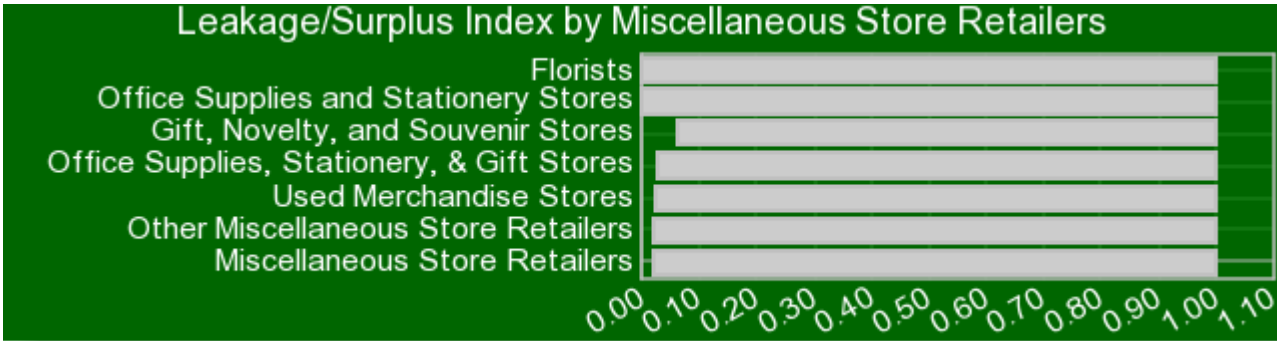 Leakage/Surplus Index by Miscellaneous Store Retailers
Florists
Office Supplies and Stationery Stores
Gift, Novelty, and Souvenir Stores
Office Supplies, Stationery, & Gift Stores
Used Merchandise Stores
Other Miscellaneous Store Retailers
Miscellaneous Store Retailers
0.00 0.10 0.20 0.30 0.40 0.50 0.60 0.70 0.80 0.90 1.00 1.10